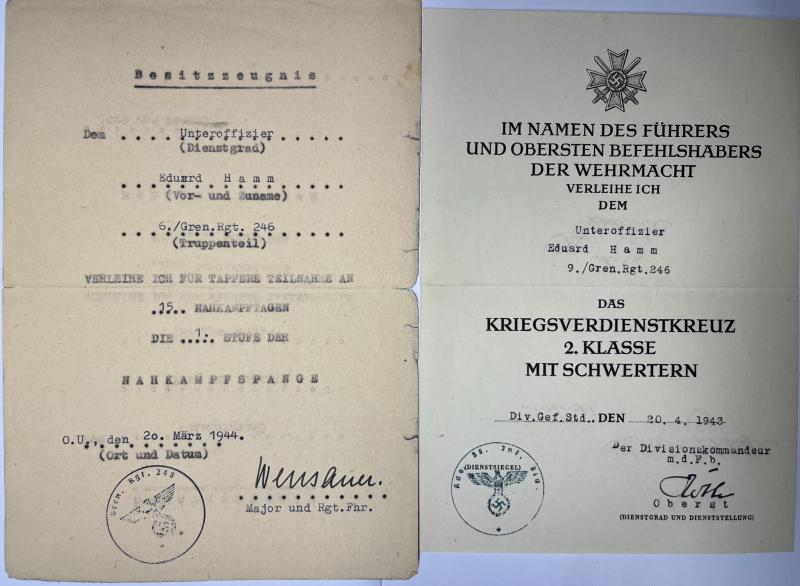 Besitzzeugnis
Dem .... Unteroffizier ....
(Dienstgrad)
Eduard Hamm
(Vor- und Zuname)
6./Gren.Rgt. 246
(Truppenteil)
VERLEIHE ICH FÜR TAPFERE TEILNAHME AN
.15.. NAHKAMPFTAGEN
DIE ..1.. STUFE DER
NAHKAMPFSPANGE
O.U., den 2o. März 1944.
(Ort und Datum)
Major und Rgt.Fhr.
Gren. Rgt. 246
IM NAMEN DES FÜHRERS
UND OBERSTEN BEFEHLSHABERS
DER WEHRMACHT
VERLEIHE ICH
DEM
Unteroffizier
Eduard Hamm
9./Gren.Rgt.246
DAS
KRIEGSVERDIENSTKREUZ
2. KLASSE
MIT SCHWERTERN
Div.Gef.Std., DEN 20. 4. 1943
Der Divisionskommandeur
m.d.F.b.
(DIENSTSIEGEL)
Oberst
(DIENSTGRAD UND DIENSTSTELLUNG)